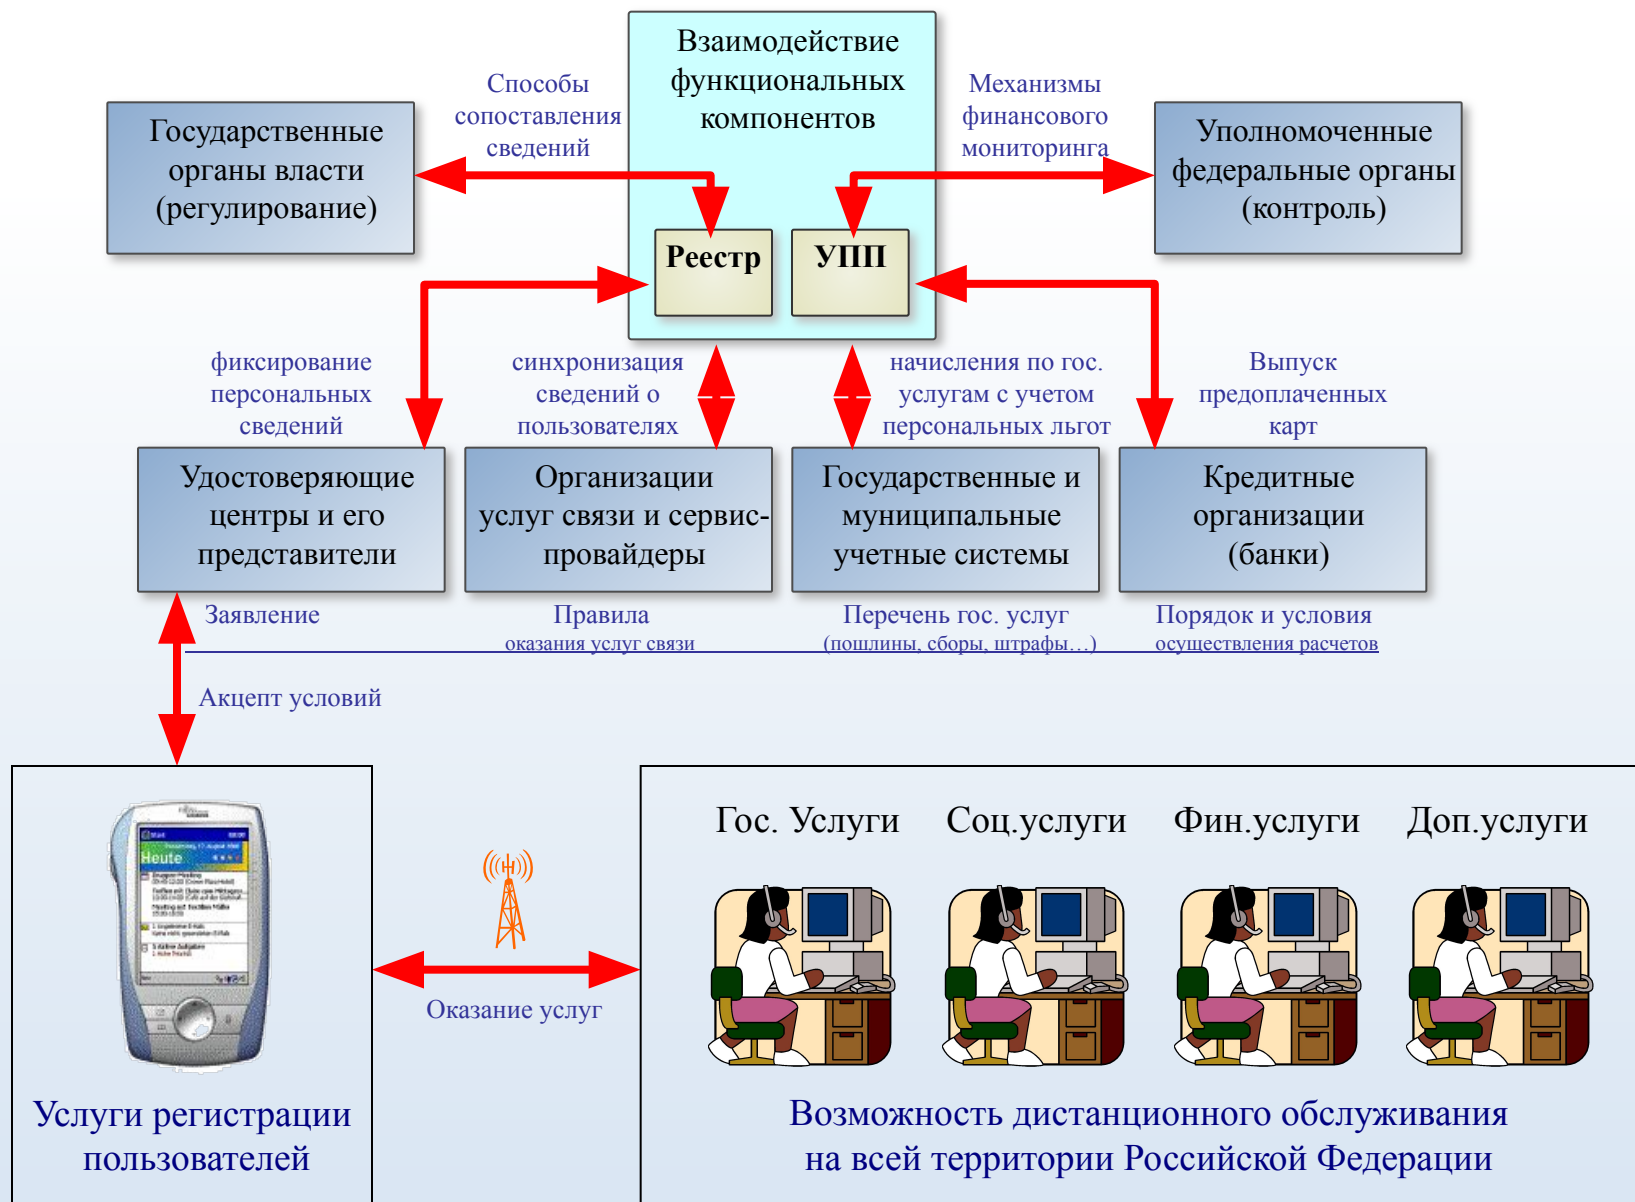 Взаимодействие
функциональных
компонентов
Способы
сопоставления
сведений
Механизмы
финансового
мониторинга
Государственные
органы власти
(регулирование)
Уполномоченные
федеральные органы
(контроль)
Реестр
УПП
фиксирование
персональных
сведений
синхронизация
сведений о
пользователях
начисления по гос.
услугам с учетом
персональных льгот
Выпуск
предоплаченных
карт
Удостоверяющие
центры и его
представители
Организации
услуг связи и сервис-
провайдеры
Государственные и
муниципальные
учетные системы
Кредитные
организации
(банки)
Заявление
Правила
оказания услуг связи
Перечень гос. услуг
(пошлины, сборы, штрафы…)
Порядок и условия
осуществления расчетов
Акцепт условий
Heute
Оказание услуг
Гос. Услуги
Соц.услуги
Фин.услуги
Доп.услуги
Услуги регистрации
пользователей
Возможность дистанционного обслуживания
на всей территории Российской Федерации